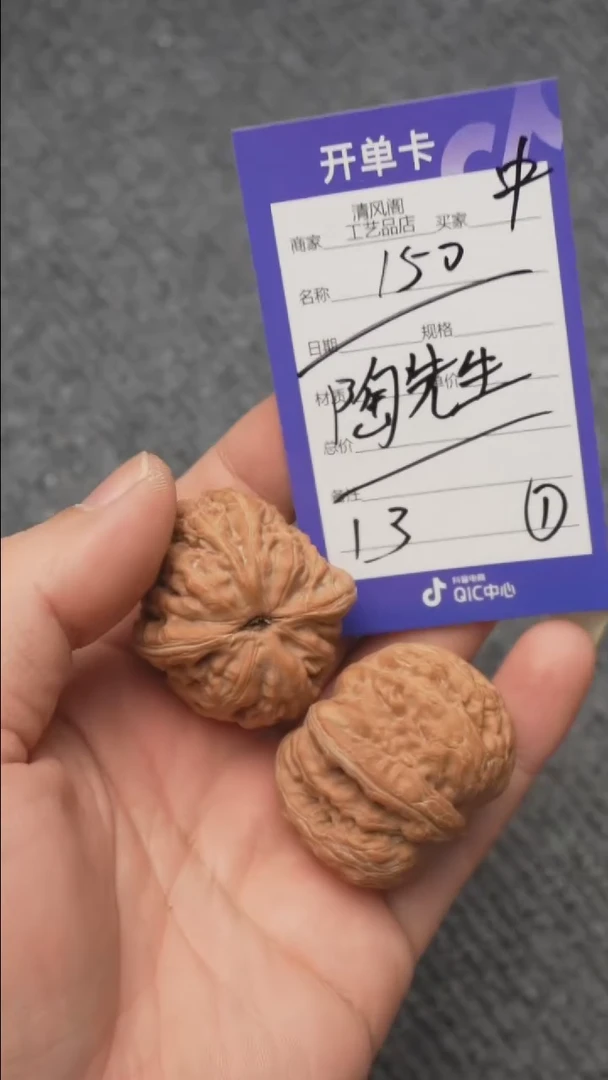 开单卡
中
清风阁
商家 工艺品店 买家
150
名称
日期 规格
陶先生
材质 单价
总价
备注
13 ①
抖音电商
QIC中心